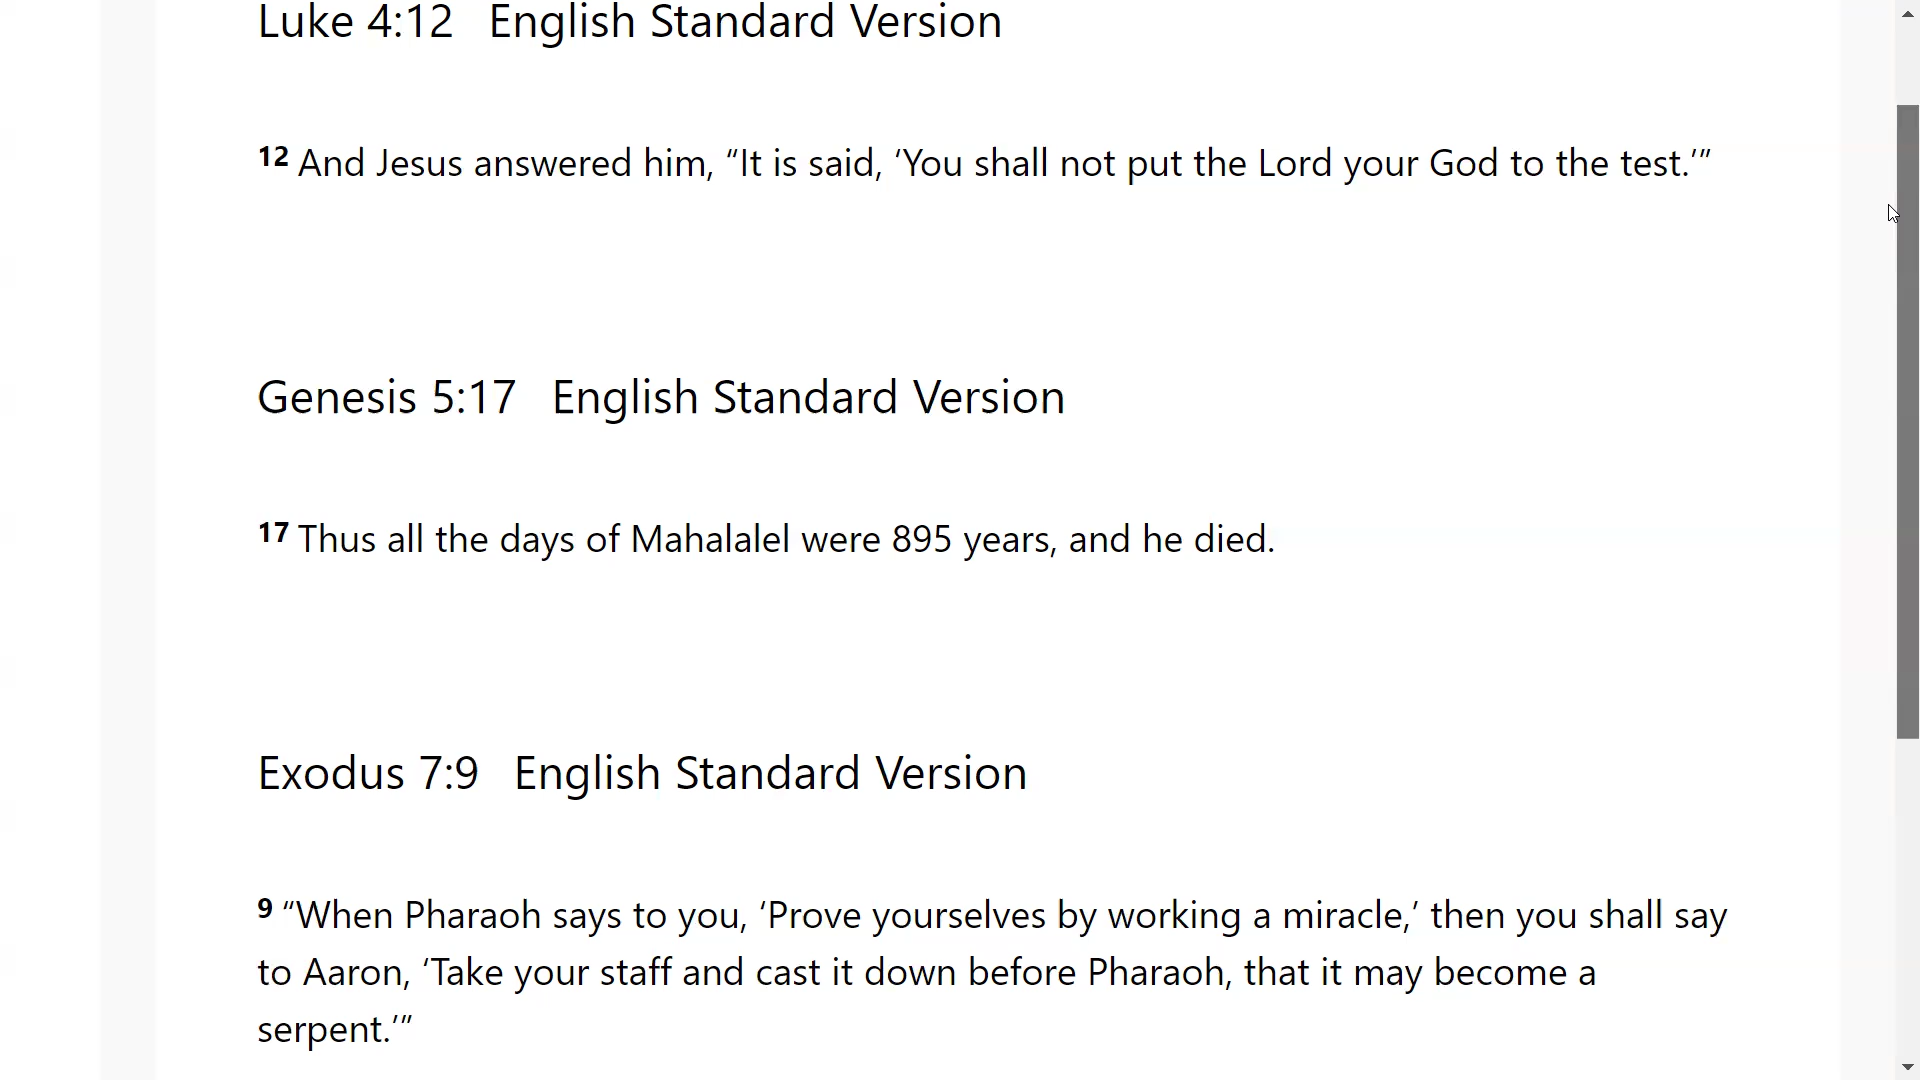 Luke 4:12 English Standard Version
12 And Jesus answered him, “It is said, ‘You shall not put the Lord your God to the test.’”
Genesis 5:17 English Standard Version
17 Thus all the days of Mahalalel were 895 years, and he died.
Exodus 7:9 English Standard Version
9 “When Pharaoh says to you, ‘Prove yourselves by working a miracle,’ then you shall say
to Aaron, ‘Take your staff and cast it down before Pharaoh, that it may become a
serpent.’”